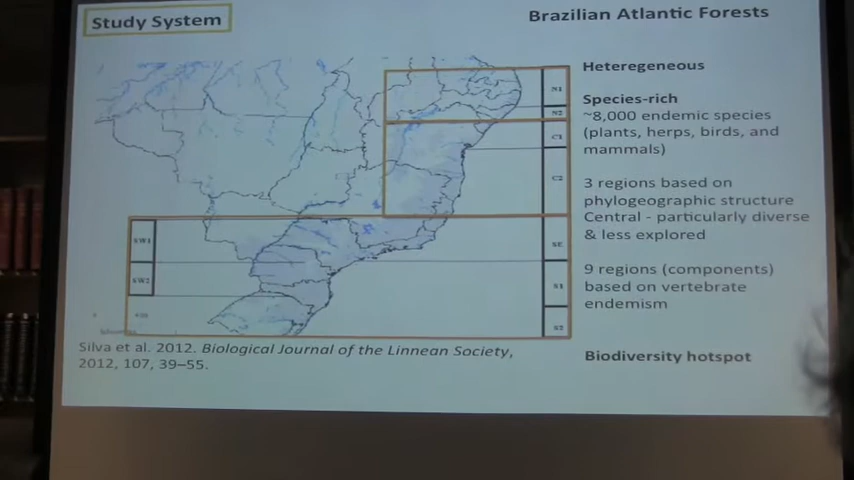 Study System
Brazilian Atlantic Forests
N1
N2
C1
C2
SW1
SW2
SE
S1
S2
Heteregeneous
Species-rich
~8,000 endemic species
(plants, herps, birds, and
mammals)
3 regions based on
phylogeographic structure
Central - particularly diverse
& less explored
9 regions (components)
based on vertebrate
endemism
Biodiversity hotspot
Silva et al. 2012. Biological Journal of the Linnean Society,
2012, 107, 39–55.